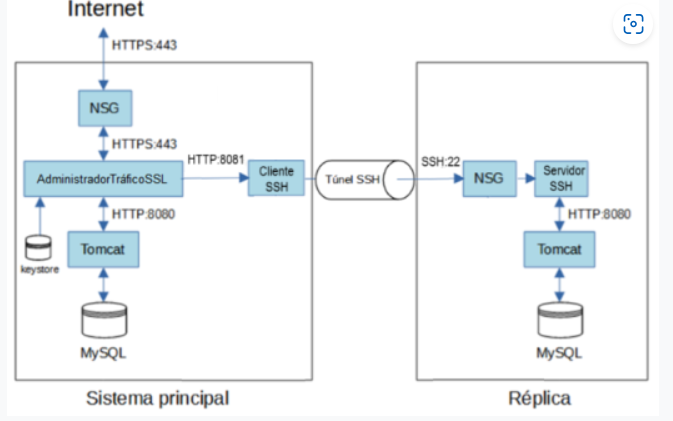 Internet
HTTPS:443
NSG
HTTPS:443
HTTP:8081
AdministradorTráficoSSL
Cliente
SSH
Túnel SSH
SSH:22
NSG
Servidor
SSH
HTTP:8080
HTTP:8080
Tomcat
Tomcat
keystore
MySQL
MySQL
Sistema principal
Réplica